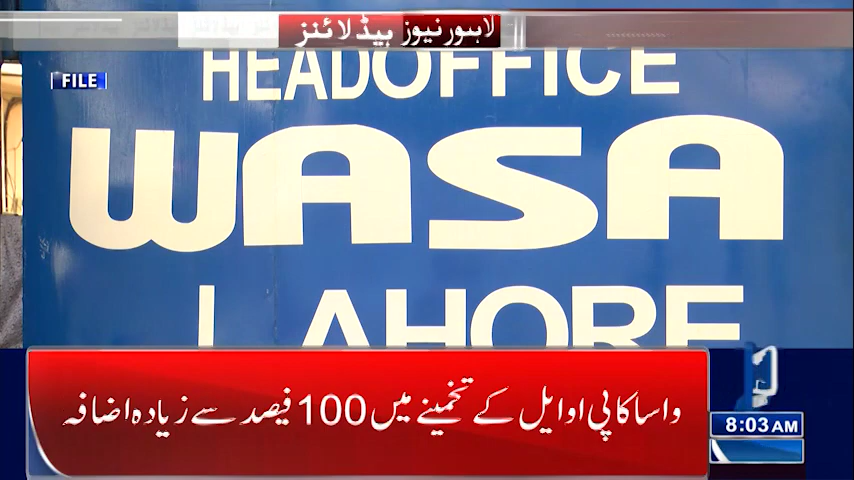 لاہور نیوز ہیڈ لائنز
FILE
HEADOFFICE
WASA
LAHORE
واسا کا پی او ایل کے تخمینے میں 100 فیصد سے زیادہ اضافہ
8:03 AM